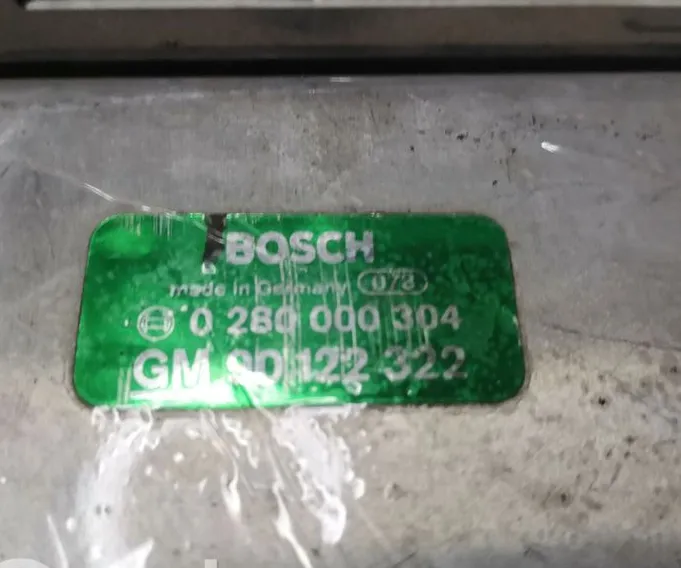 BOSCH
made in Germany 078
0 280 000 304
GM 90 122 322